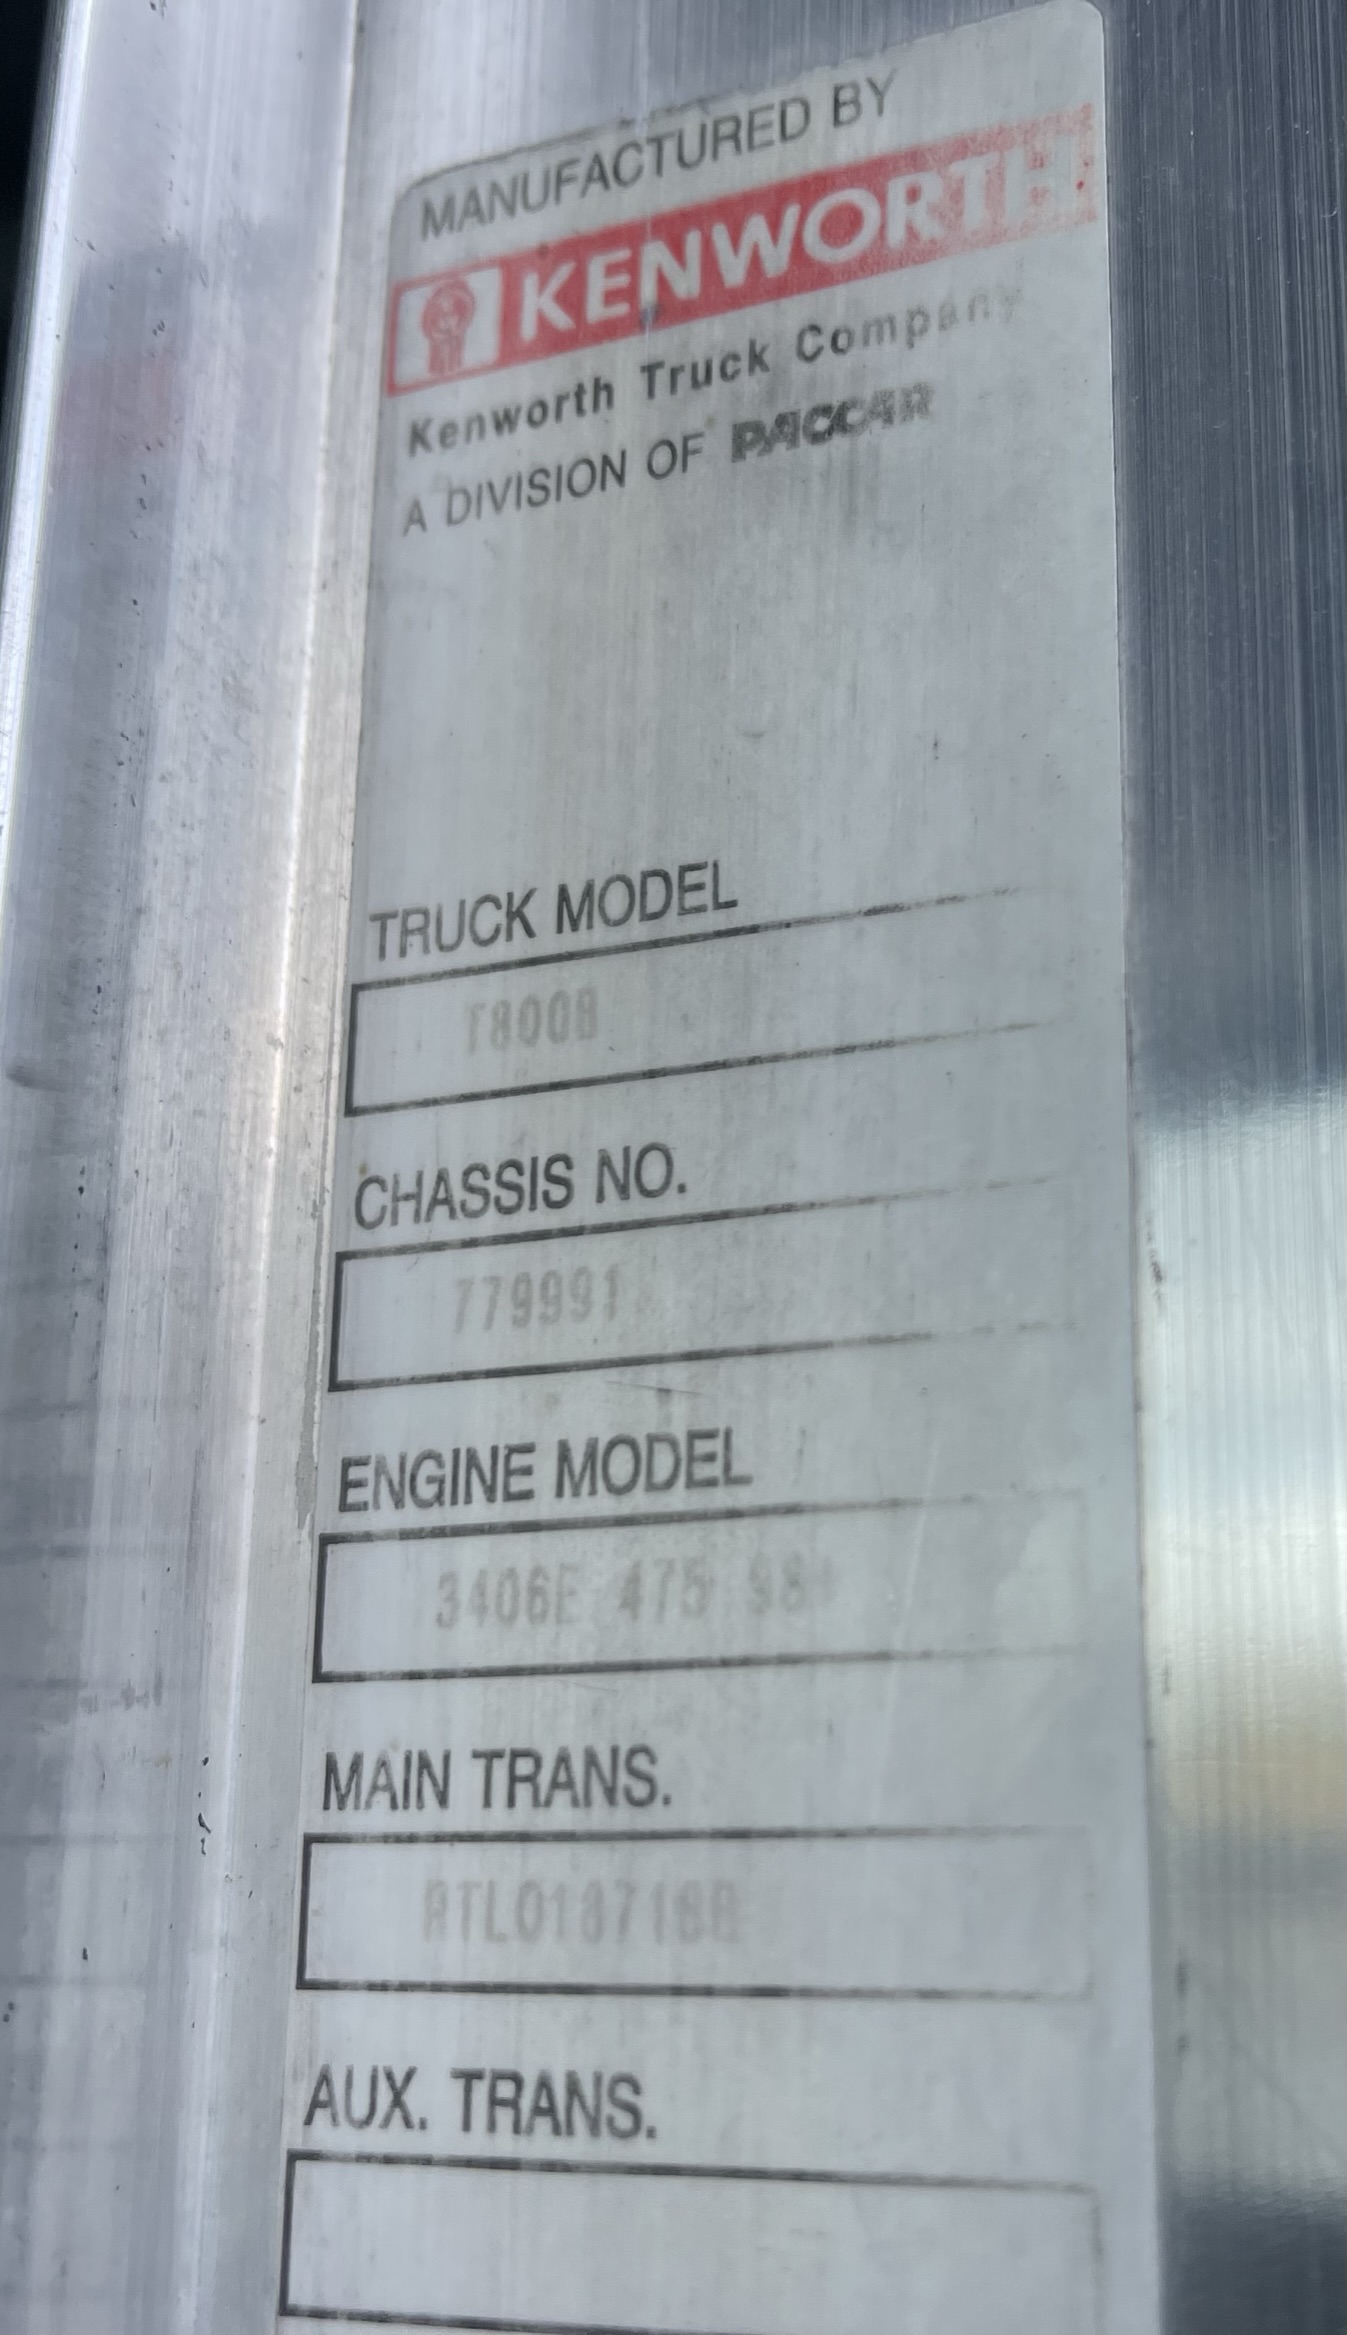 MANUFACTURED BY
KENWORTH
Kenworth Truck Company
A DIVISION OF PACCAR
TRUCK MODEL
T800B
CHASSIS NO.
779991
ENGINE MODEL
3406E 475
MAIN TRANS.
AUX. TRANS.